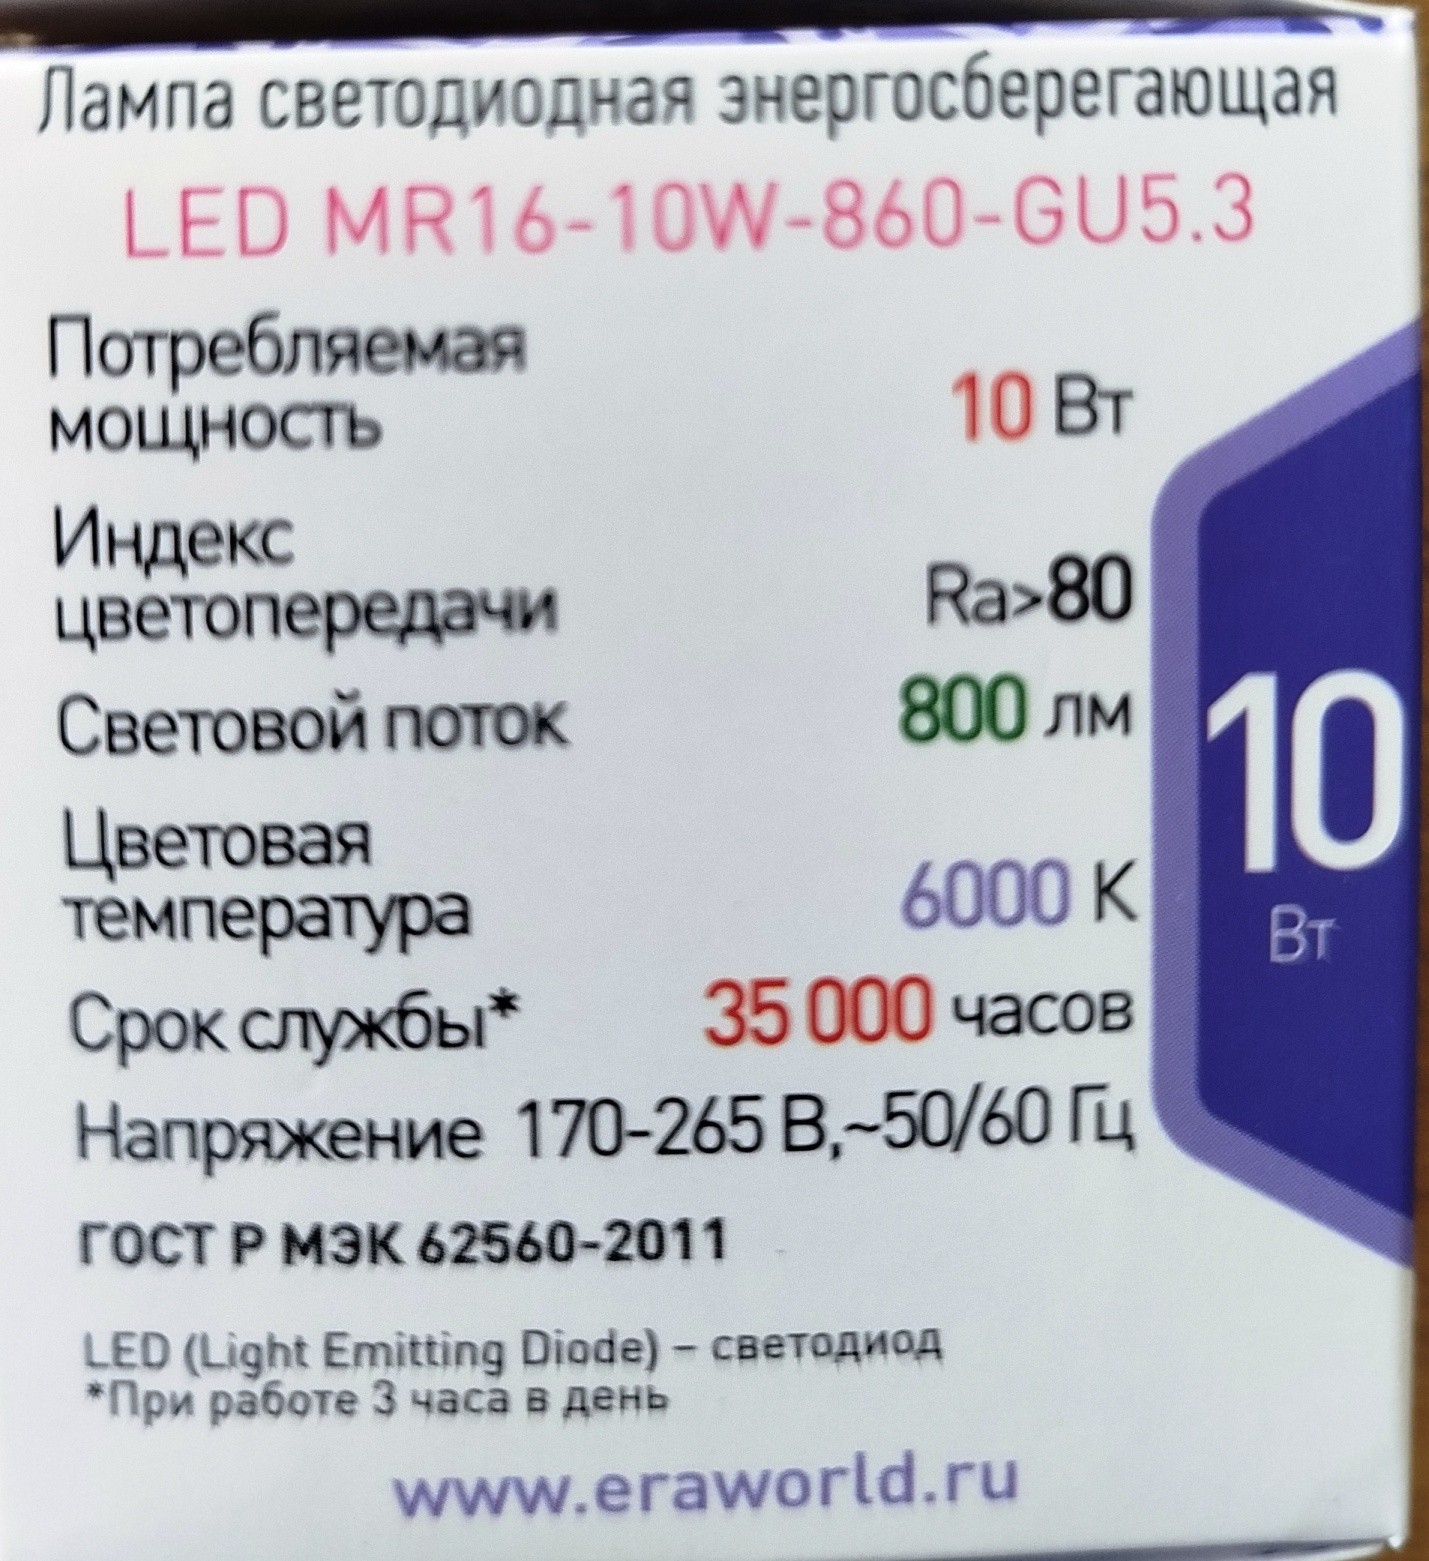 Лампа светодиодная энергосберегающая
LED MR16-10W-860-GU5.3
Потребляемая
мощность 10 Вт
Индекс
цветопередачи Ra>80
Световой поток 800 лм
Цветовая
температура 6000 К
Срок службы* 35 000 часов
Напряжение 170-265 В,~50/60 Гц
ГОСТ Р МЭК 62560-2011
LED (Light Emitting Diode) – светодиод
*При работе 3 часа в день
www.eraworld.ru
10
Вт